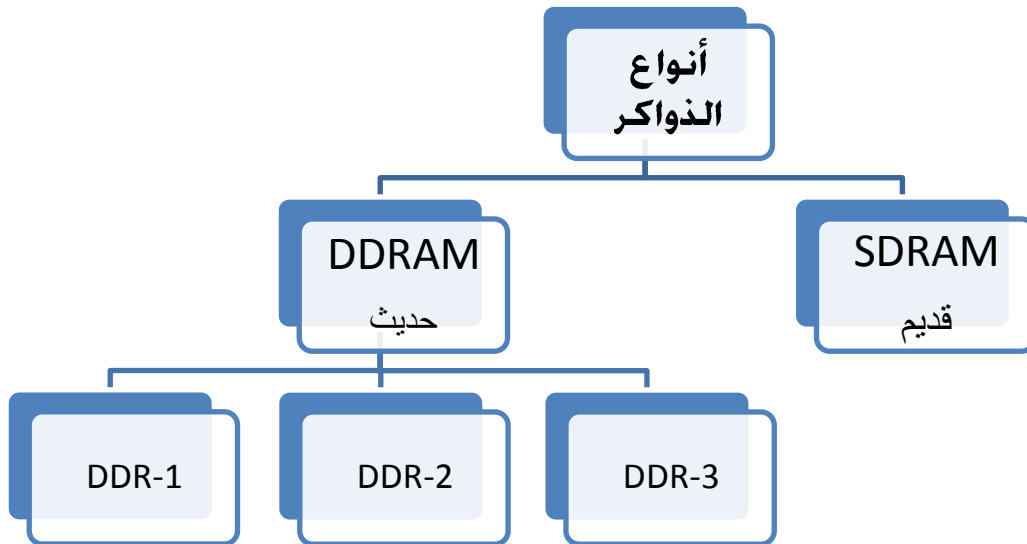 أنواع
الذواكر
SDRAM
قديم
DDRAM
حديث
DDR-1
DDR-2
DDR-3